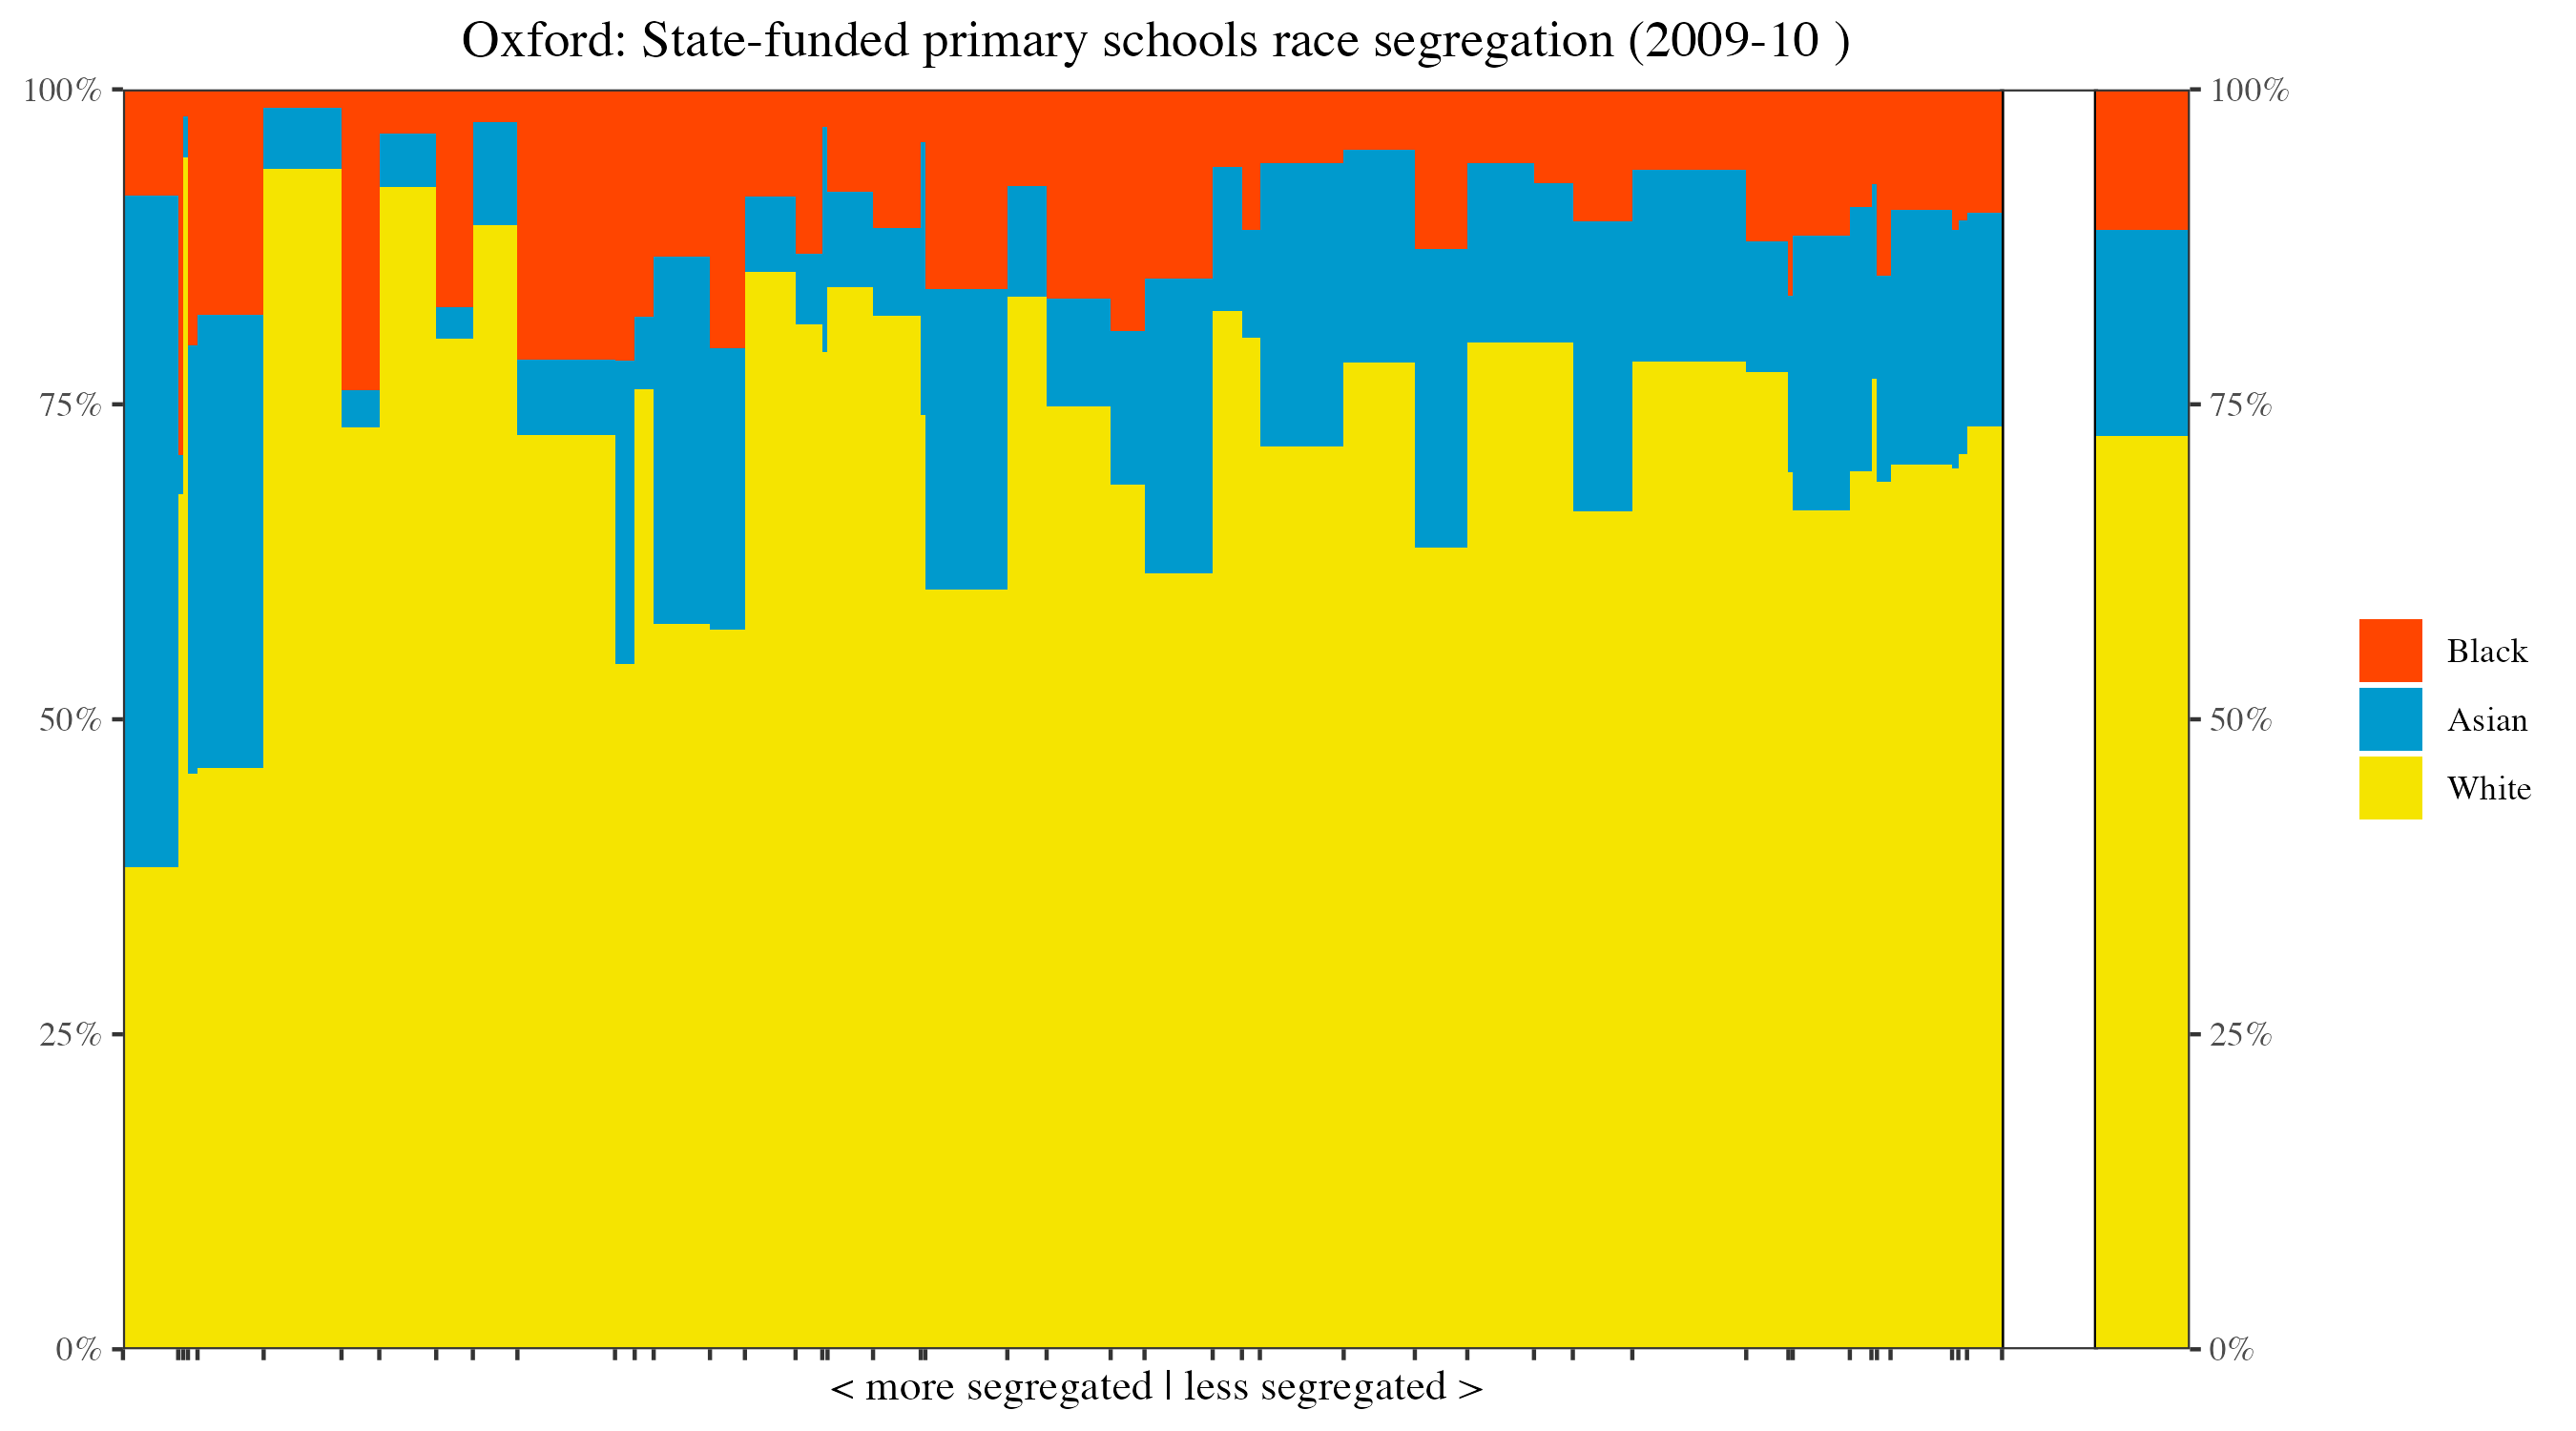 Oxford: State-funded primary schools race segregation (2009-10 )
100%
75%
50%
25%
0%
100%
75%
50%
25%
0%
Black
Asian
White
< more segregated | less segregated >